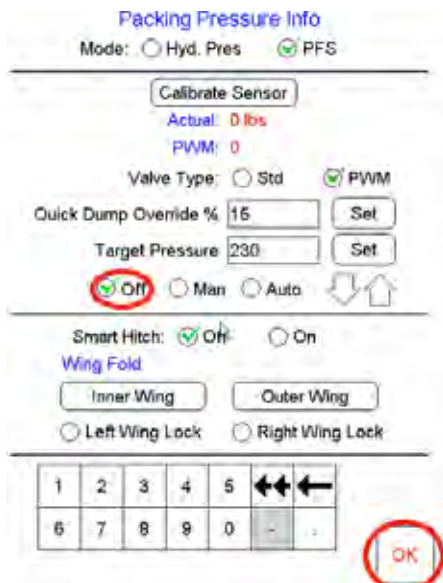 Packing Pressure Info
Mode: Hyd. Pres PFS
Calibrate Sensor
Actual: 0 lbs
PWM: 0
Valve Type: Std PWM
Quick Dump Override % 15 Set
Target Pressure 230 Set
Off Man Auto
Smart Hitch: Off On
Wing Fold
Inner Wing Outer Wing
Left Wing Lock Right Wing Lock
1 2 3 4 5
6 7 8 9 0 - .
OK